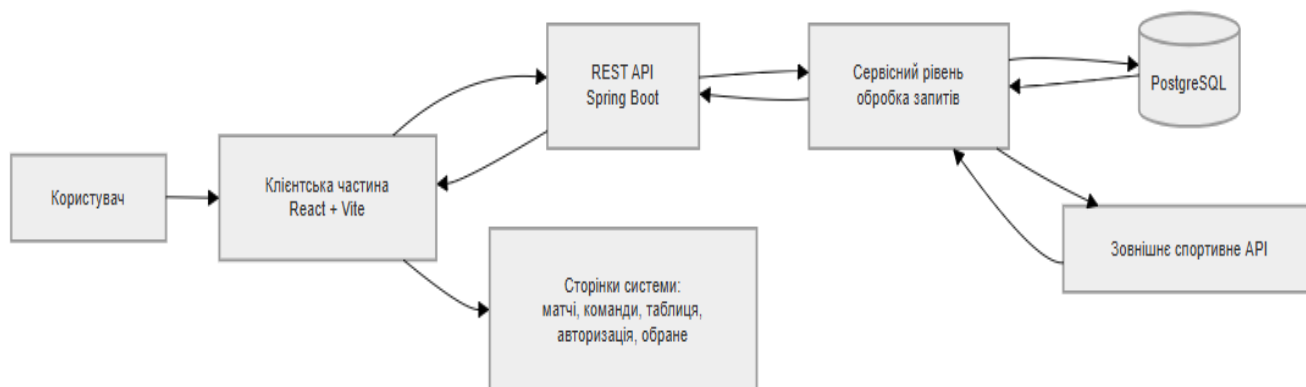 Користувач
Клієнтська частина
React + Vite
REST API
Spring Boot
Сервісний рівень
обробка запитів
PostgreSQL
Зовнішнє спортивне API
Сторінки системи:
матчі, команди, таблиця,
авторизація, обране